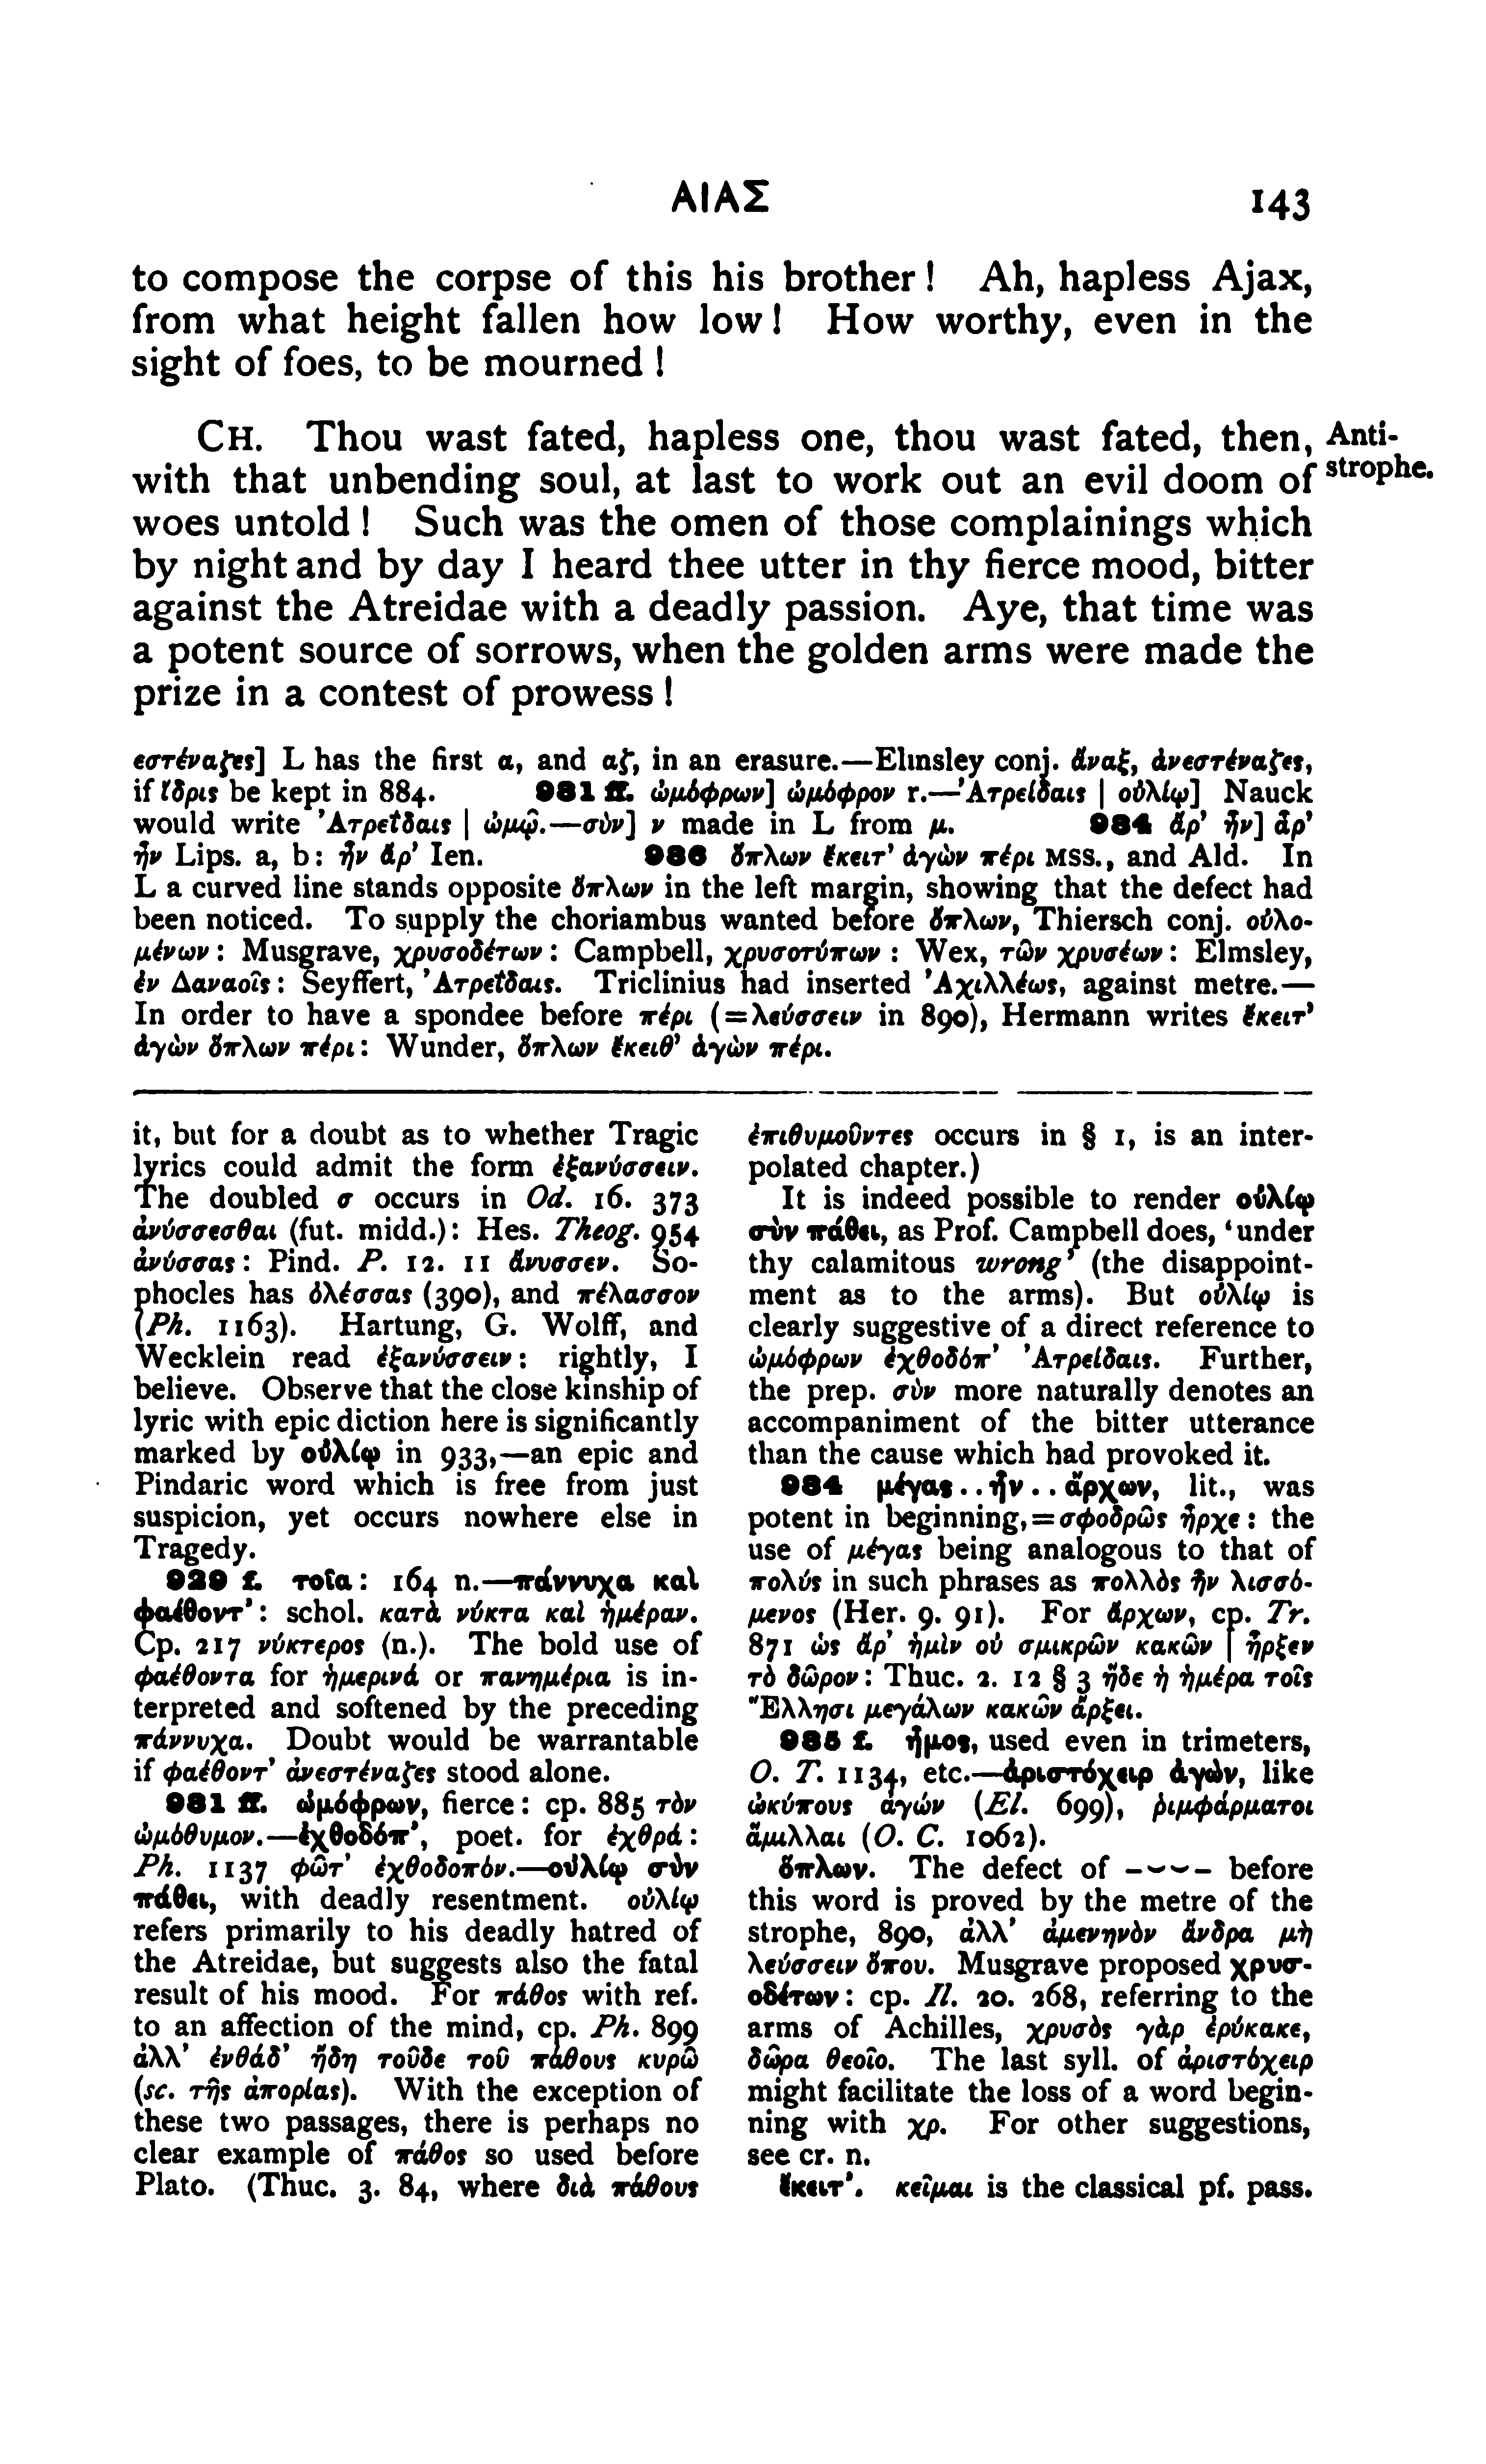 ΑΙΑΣ 143
to compose the corpse of this his brother! Ah, hapless Ajax,
from what height fallen how low! How worthy, even in the
sight of foes, to be mourned!
CH. Thou wast fated, hapless one, thou wast fated, then, Anti-
with that unbending soul, at last to work out an evil doom of strophe.
woes untold! Such was the omen of those complainings which
by night and by day I heard thee utter in thy fierce mood, bitter
against the Atreidae with a deadly passion. Aye, that time was
a potent source of sorrows, when the golden arms were made the
prize in a contest of prowess!
εστέναζες] L has the first α, and αζ, in an erasure.—Elmsley conj. ἄναξ, ἀνεστέναζες,
if ἴδρις be kept in 884. 931 ff. ὠμόφρων] ὠμόφρον r.—Ἀτρείδαις | οὐλίῳ] Nauck
would write Ἀτρεΐδαις | ὠμῷ.—σὺν] ν made in L from μ. 934 ἄρ’ ἦν] ἆρ’
ἦν Lips. a, b: ἦν ἄρ’ Ien. 936 ὅπλων ἔκειτ’ ἀγὼν πέρι MSS., and Ald. In
L a curved line stands opposite ὅπλων in the left margin, showing that the defect had
been noticed. To supply the choriambus wanted before ὅπλων, Thiersch conj. οὐλο-
μένων: Musgrave, χρυσοδέτων: Campbell, χρυσοτύπων: Wex, τῶν χρυσέων: Elmsley,
ἐν Δαναοῖς: Seyffert, Ἀτρεΐδαις. Triclinius had inserted Ἀχιλλέως, against metre.—
In order to have a spondee before πέρι (=λεύσσειν in 890), Hermann writes ἔκειτ’
ἀγὼν ὅπλων πέρι: Wunder, ὅπλων ἔκειθ’ ἁγὼν πέρι.
it, but for a doubt as to whether Tragic
lyrics could admit the form ἐξανύσσειν.
The doubled σ occurs in Od. 16. 373
ἀνύσσεσθαι (fut. midd.): Hes. Theog. 954
ἀνύσσας: Pind. P. 12. 11 ἄνυσσεν. So-
phocles has ὀλέσσας (390), and πέλασσον
(Ph. 1163). Hartung, G. Wolff, and
Wecklein read ἐξανύσσειν: rightly, I
believe. Observe that the close kinship of
lyric with epic diction here is significantly
marked by οὐλίῳ in 933,—an epic and
Pindaric word which is free from just
suspicion, yet occurs nowhere else in
Tragedy.
929 f. τοῖα: 164 n.—πάννυχα καὶ
φαέθοντ’: schol. κατὰ νύκτα καὶ ἡμέραν.
Cp. 217 νύκτερος (n.). The bold use of
φαέθοντα for ἡμερινά or πανημέρια is in-
terpreted and softened by the preceding
πάννυχα. Doubt would be warrantable
if φαέθοντ’ ἀνεστέναζες stood alone.
931 ff. ὠμόφρων, fierce: cp. 885 τὸν
ὠμόθυμον.—ἐχθοδόπ’, poet. for ἐχθρά:
Ph. 1137 φῶτ’ ἐχθοδοπόν.—οὐλίῳ σὺν
πάθει, with deadly resentment. οὐλίῳ
refers primarily to his deadly hatred of
the Atreidae, but suggests also the fatal
result of his mood. For πάθος with ref.
to an affection of the mind, cp. Ph. 899
ἀλλ’ ἐνθάδ’ ἤδη τοῦδε τοῦ πάθους κυρῶ
(sc. τῆς ἀπορίας). With the exception of
these two passages, there is perhaps no
clear example of πάθος so used before
Plato. (Thuc. 3. 84, where διὰ πάθους
ἐπιθυμοῦντες occurs in § 1, is an inter-
polated chapter.)
It is indeed possible to render οὐλίῳ
σὺν πάθει, as Prof. Campbell does, ‘under
thy calamitous wrong’ (the disappoint-
ment as to the arms). But οὐλίῳ is
clearly suggestive of a direct reference to
ὠμόφρων ἐχθοδόπ’ Ἀτρείδαις. Further,
the prep. σὺν more naturally denotes an
accompaniment of the bitter utterance
than the cause which had provoked it.
934 μέγας..ἦν..ἄρχων, lit., was
potent in beginning,=σφοδρῶς ἦρχε: the
use of μέγας being analogous to that of
πολύς in such phrases as πολλὸς ἦν λισσό-
μενος (Her. 9. 91). For ἄρχων, cp. Tr.
871 ὡς ἄρ’ ἡμὶν οὐ σμικρῶν κακῶν | ἦρξεν
τὸ δῶρον: Thuc. 2. 12 § 3 ἥδε ἡ ἡμέρα τοῖς
Ἕλλησι μεγάλων κακῶν ἄρξει.
935 f. ἦμος, used even in trimeters,
O. T. 1134, etc.—ἀριστόχειρ ἀγὼν, like
ὠκύπους ἀγών (El. 699), ῥιμφάρματοι
ἅμιλλαι (O. C. 1062).
ὅπλων. The defect of –⏑⏑– before
this word is proved by the metre of the
strophe, 890, ἀλλ’ ἀμενηνὸν ἄνδρα μὴ
λεύσσειν ὅπου. Musgrave proposed χρυσ-
οδέτων: cp. Il. 20. 268, referring to the
arms of Achilles, χρυσὸς γὰρ ἐρύκακε,
δῶρα θεοῖο. The last syll. of ἀριστόχειρ
might facilitate the loss of a word begin-
ning with χρ. For other suggestions,
see cr. n.
ἔκειτ’. κεῖμαι is the classical pf. pass.